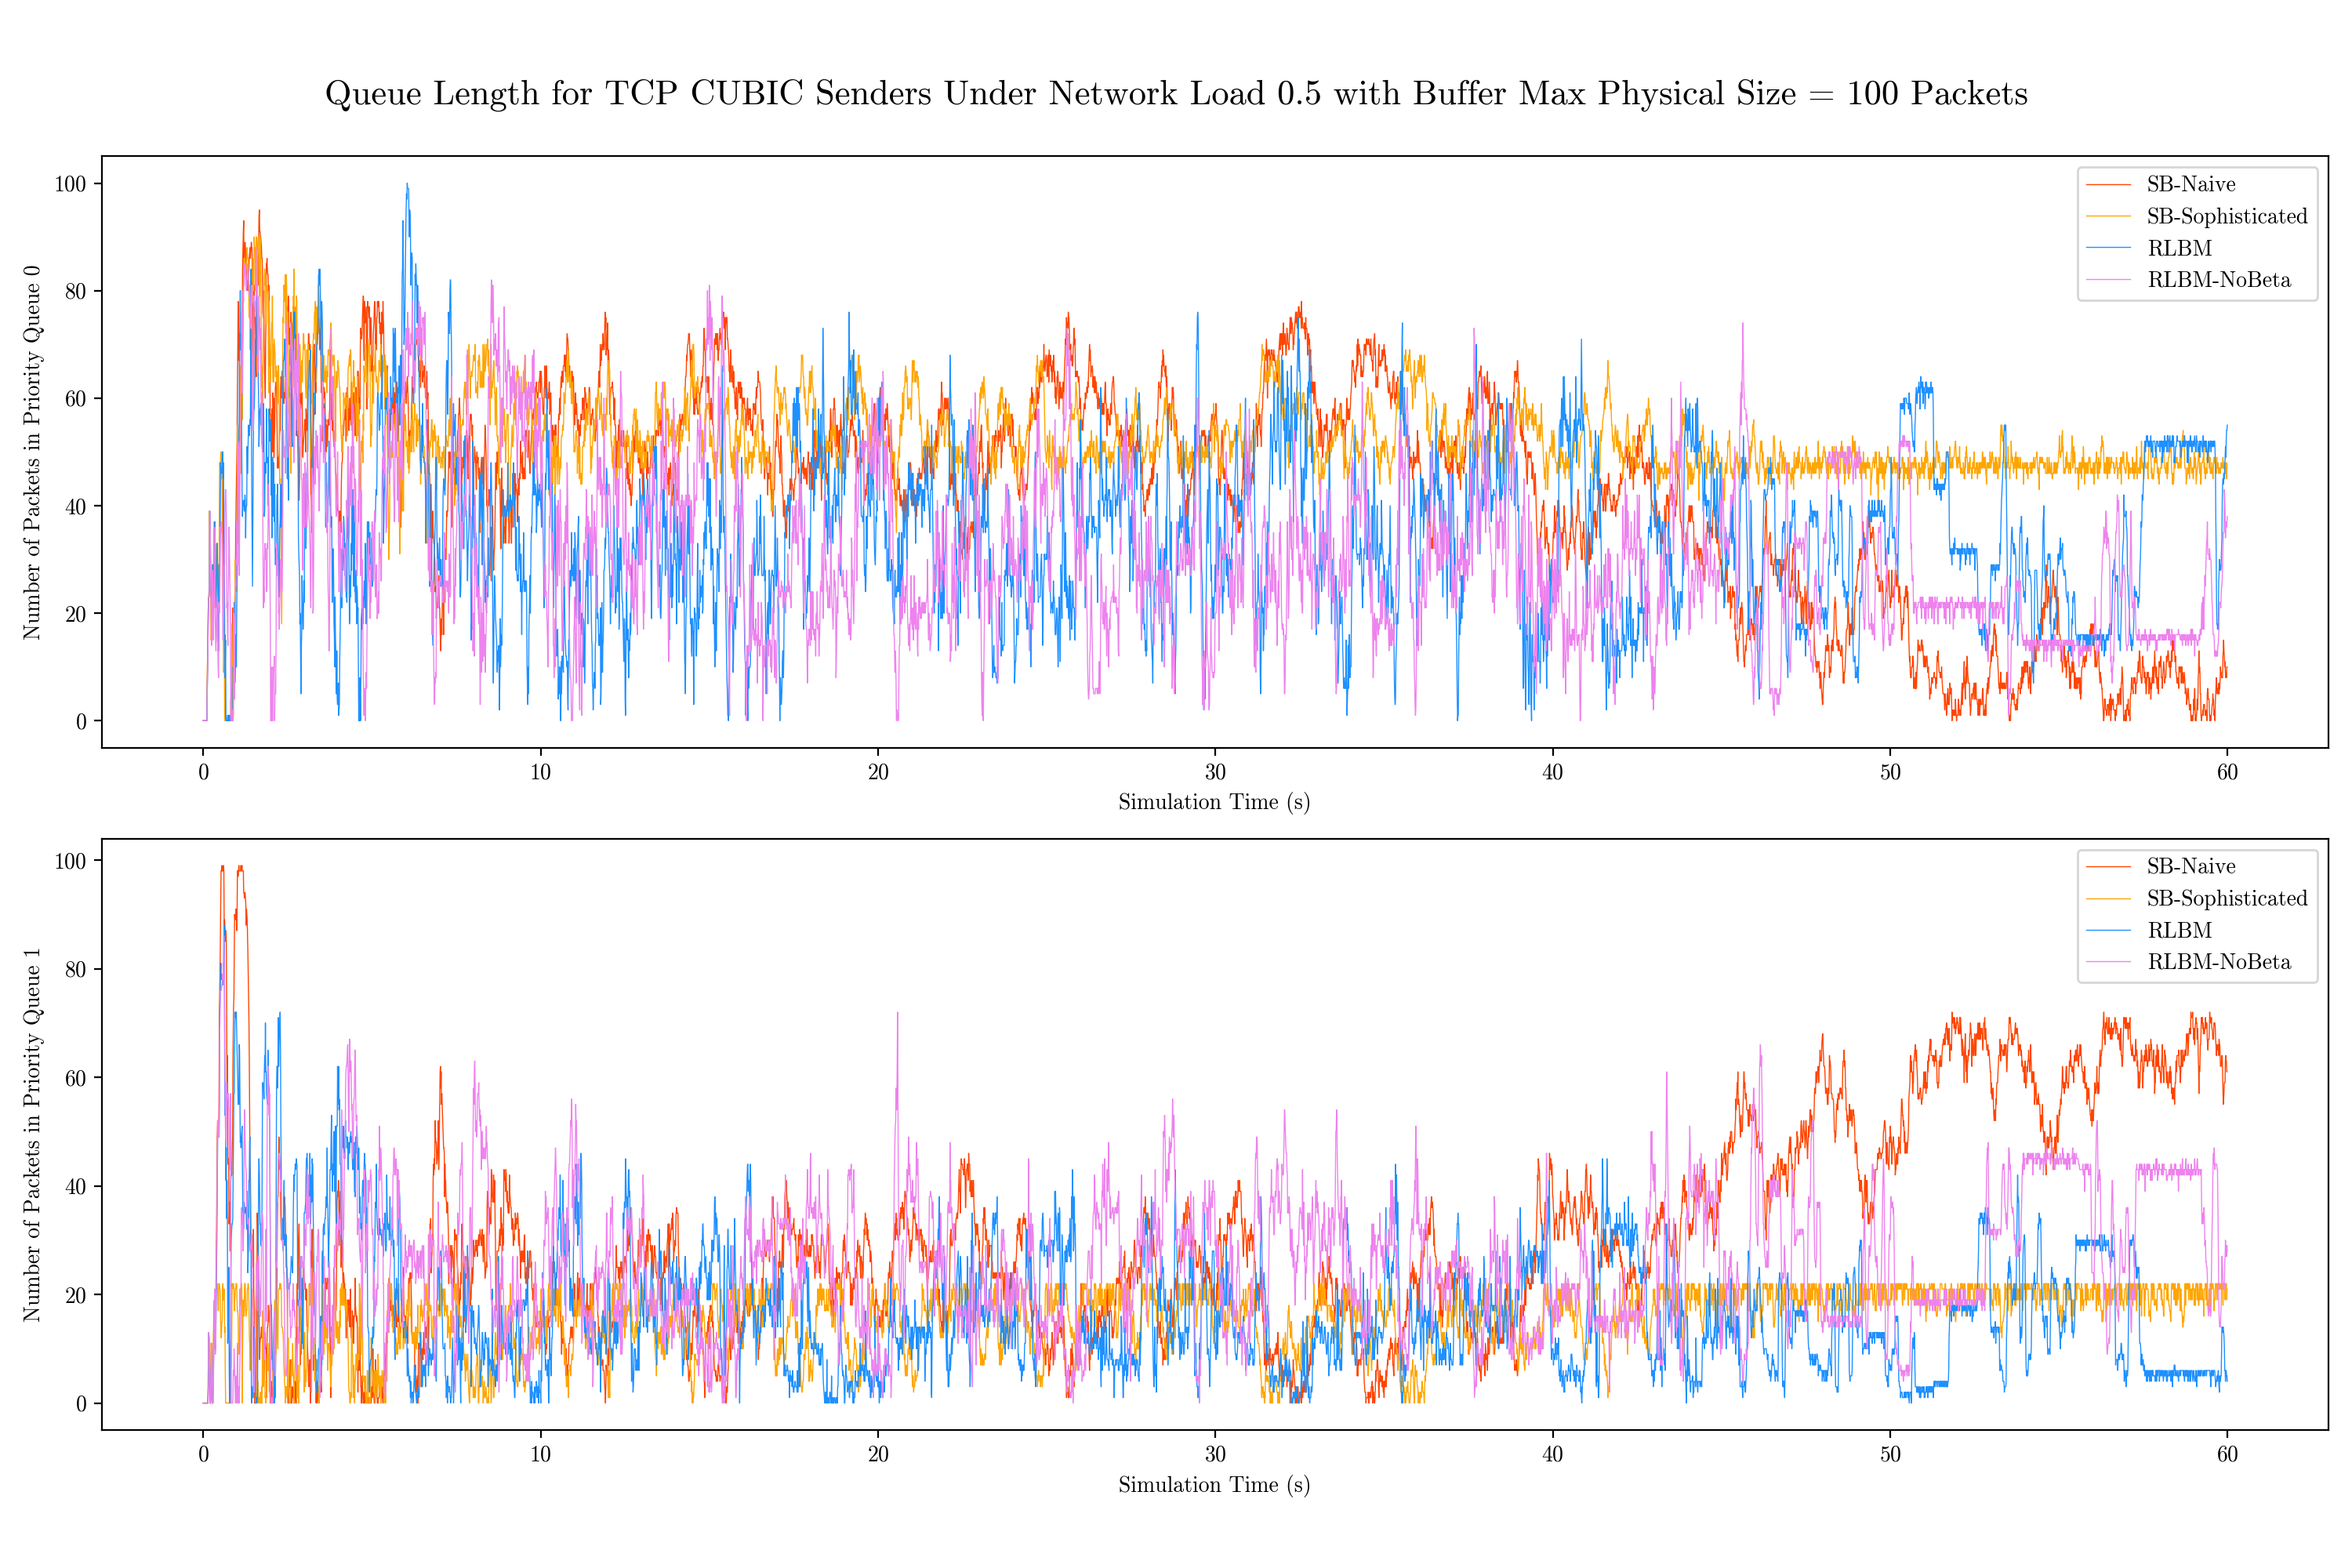 Queue Length for TCP CUBIC Senders Under Network Load 0.5 with Buffer Max Physical Size = 100 Packets
Number of Packets in Priority Queue 0
100
80
60
40
20
0
SB-Naive
SB-Sophisticated
RLBM
RLBM-NoBeta
0 10 20 30 40 50 60
Simulation Time (s)
Number of Packets in Priority Queue 1
100
80
60
40
20
0
SB-Naive
SB-Sophisticated
RLBM
RLBM-NoBeta
0 10 20 30 40 50 60
Simulation Time (s)